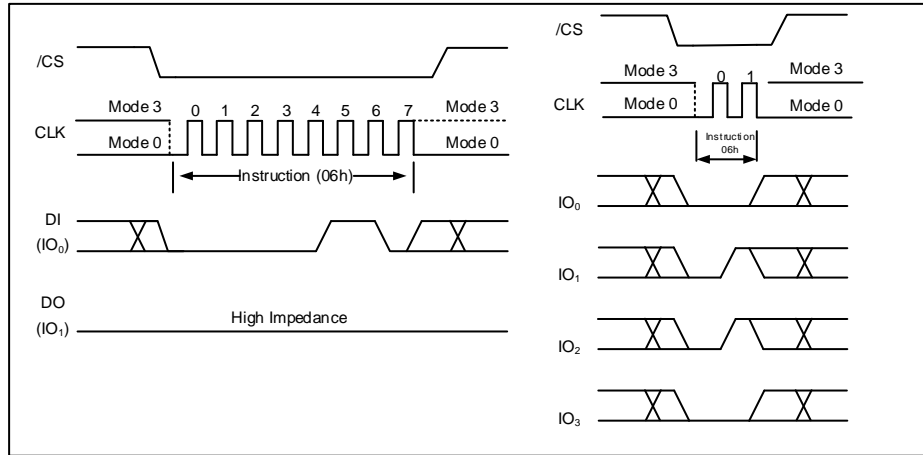 /CS
Mode 3 0 1 2 3 4 5 6 7 Mode 3
CLK
Mode 0 Mode 0
Instruction (06h)
DI
(IO₀)
DO
(IO₁)
High Impedance
/CS
Mode 3 0 1 Mode 3
CLK
Mode 0 Mode 0
Instruction
06h
IO₀
IO₁
IO₂
IO₃